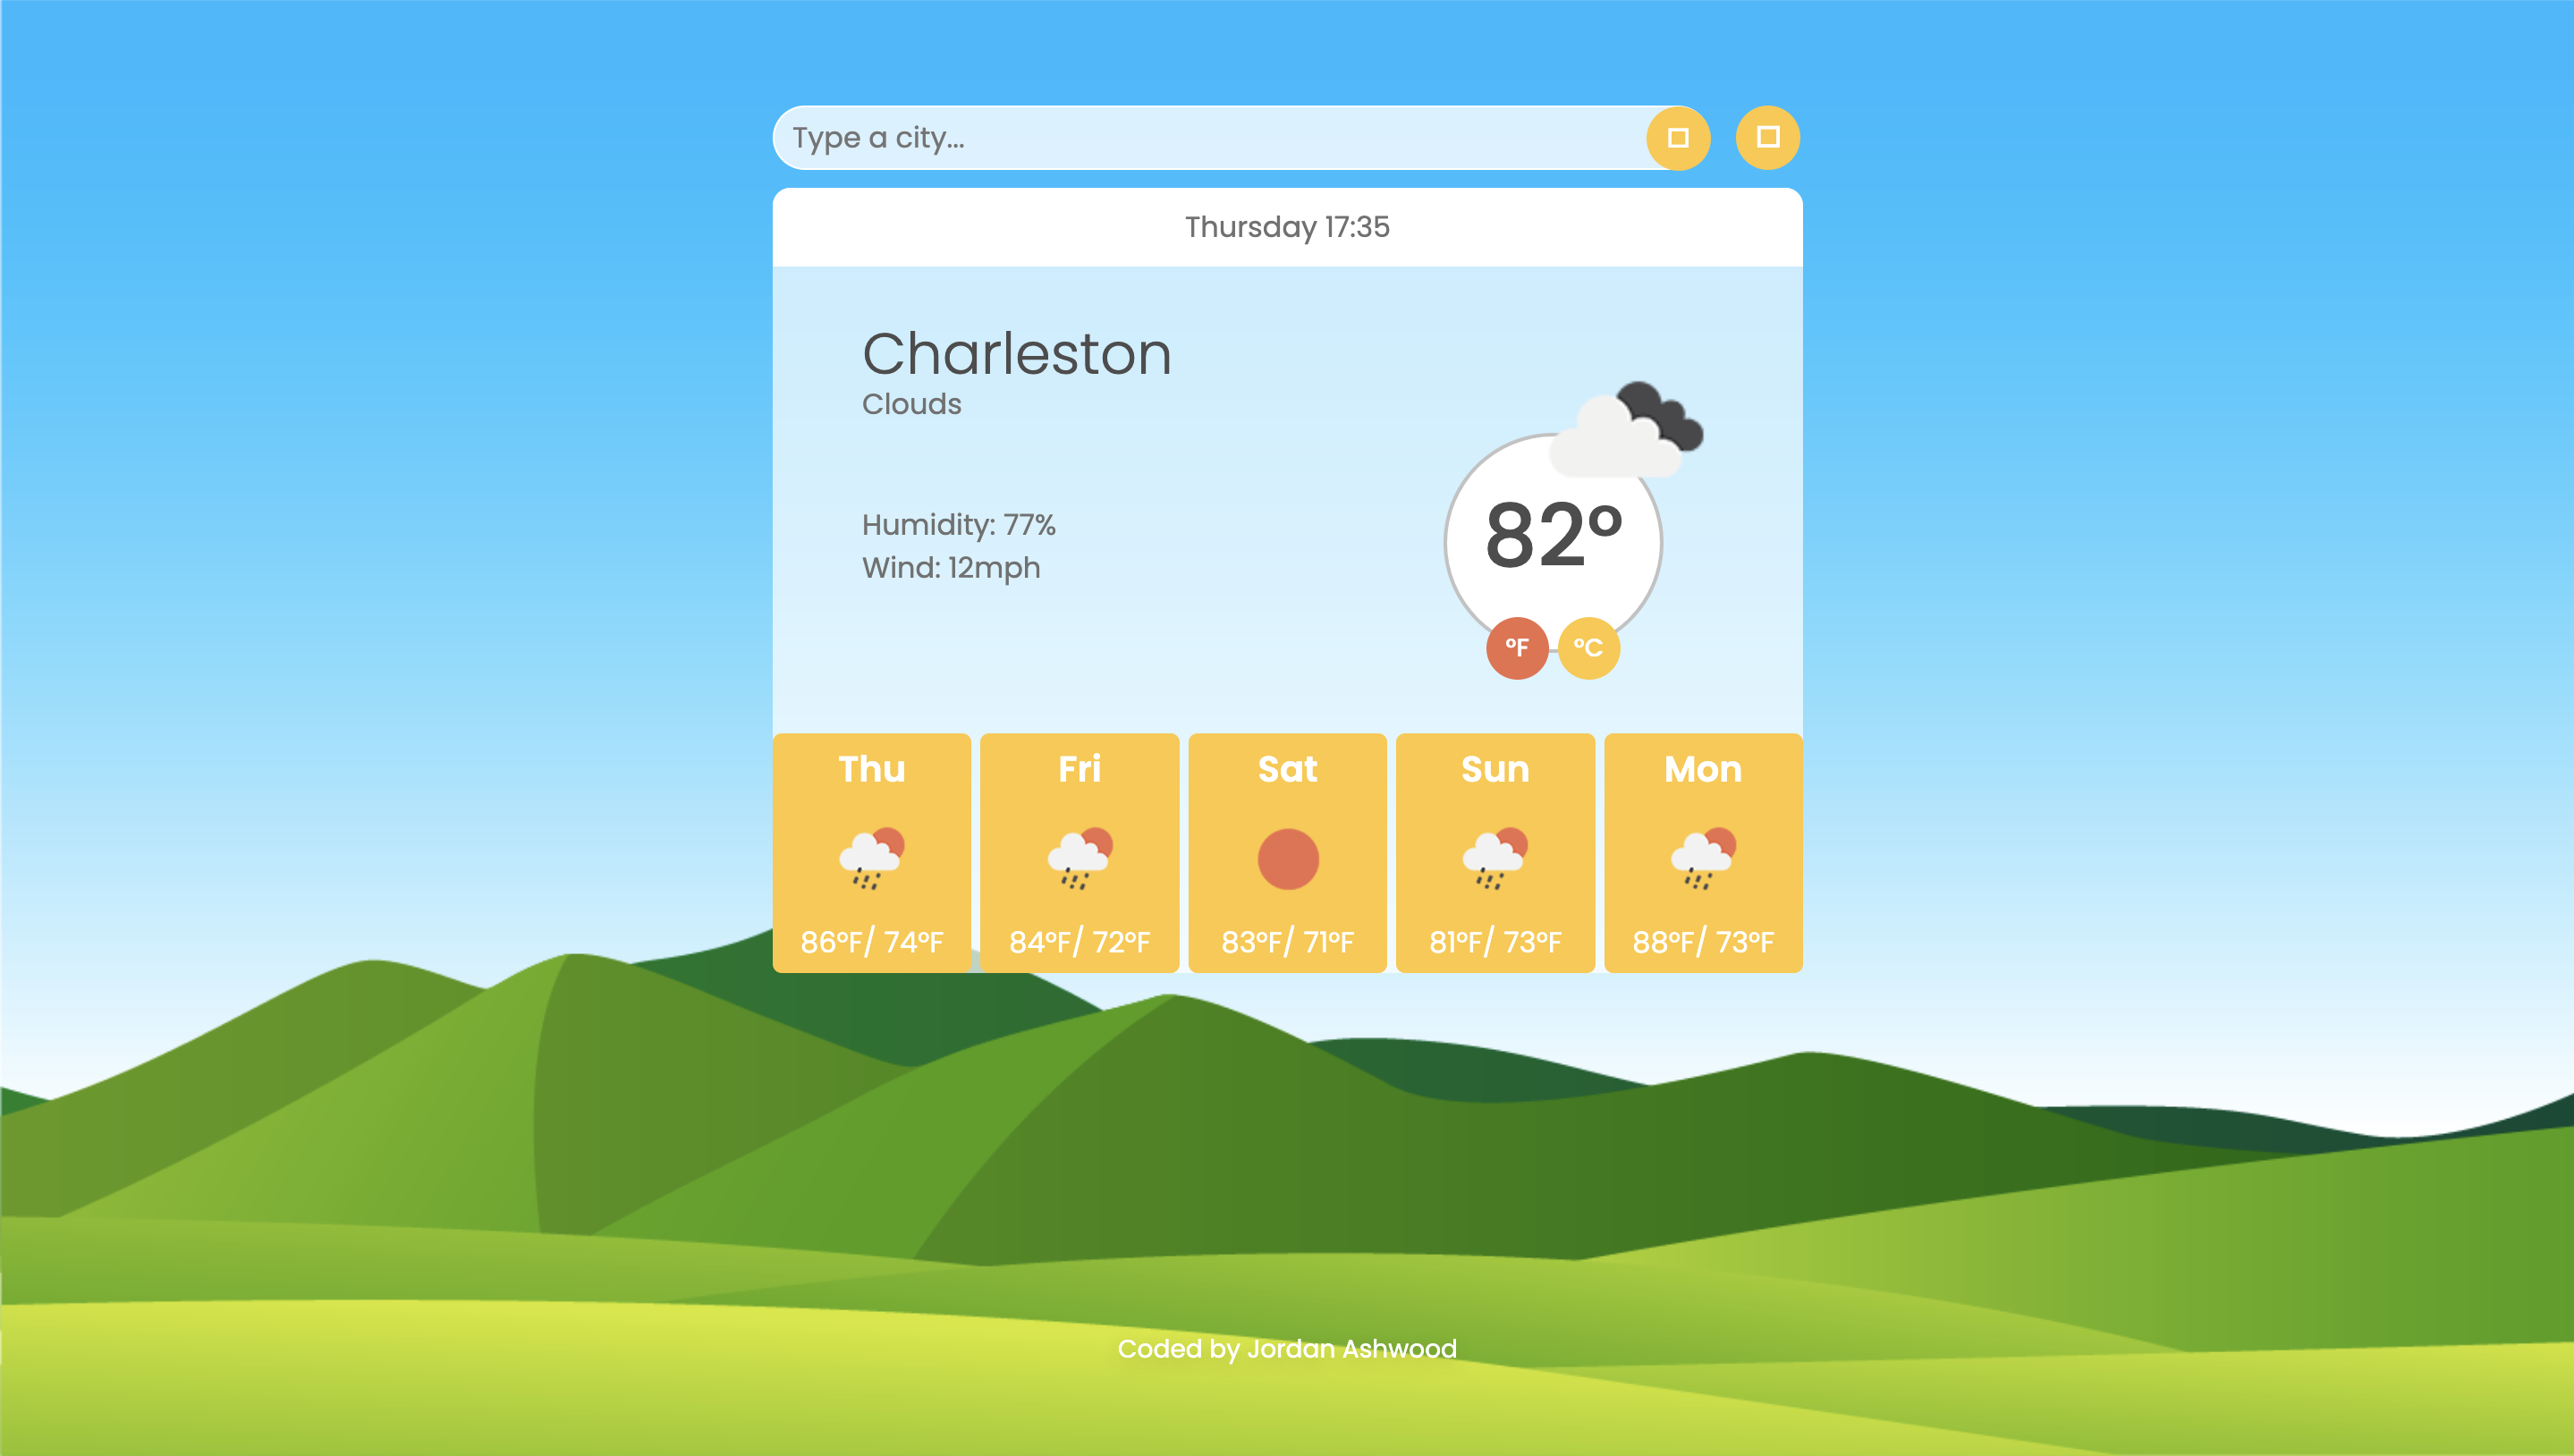 Type a city...
Thursday 17:35
Charleston
Clouds
Humidity: 77%
Wind: 12mph
82°
°F °C
Thu Fri Sat Sun Mon
86°F/ 74°F 84°F/ 72°F 83°F/ 71°F 81°F/ 73°F 88°F/ 73°F
Coded by Jordan Ashwood